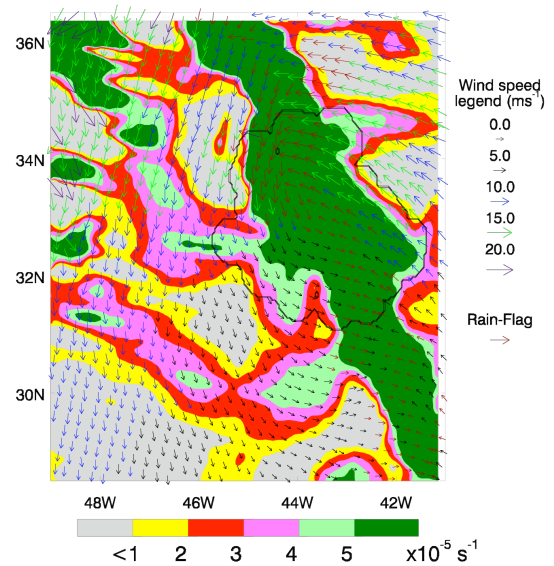 36N
34N
32N
30N
48W 46W 44W 42W
Wind speed
legend (ms⁻¹)
0.0
5.0
10.0
15.0
20.0
Rain-Flag
<1 2 3 4 5 x10⁻⁵ s⁻¹